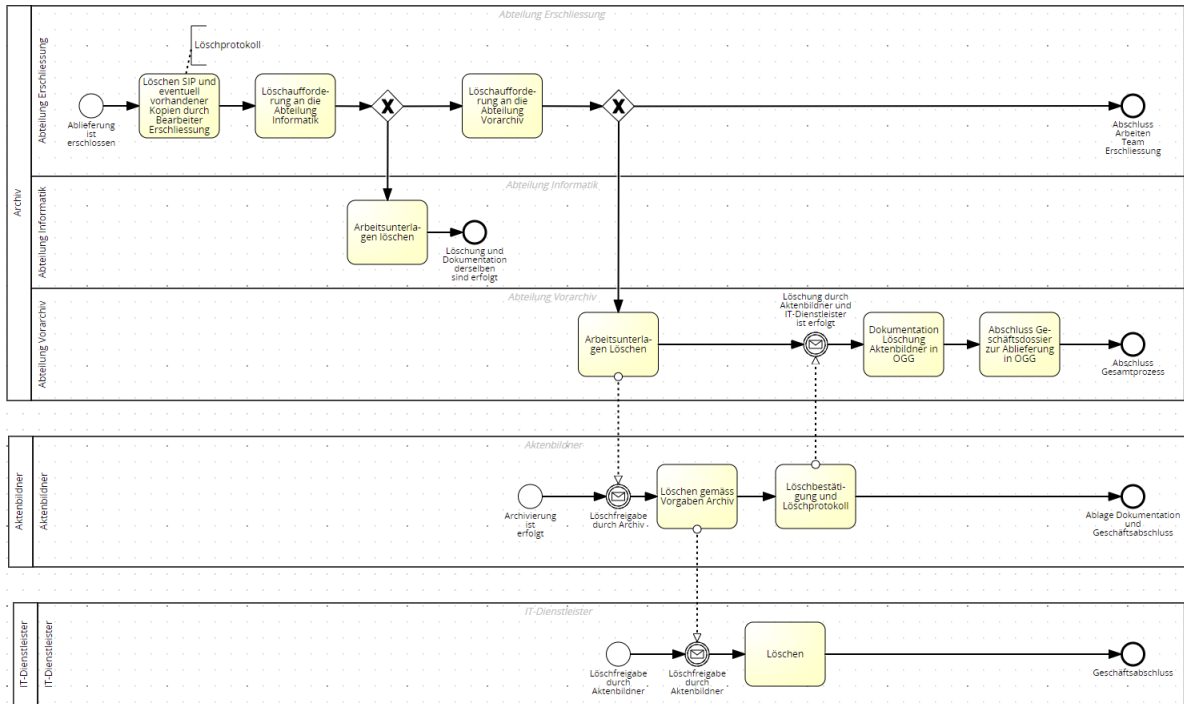 Abteilung Erschliessung
Archiv
Abteilung Erschliessung
Löschprotokoll
Löschen SIP und
eventuell
vorhandener
Kopien durch
Bearbeiter
Erschliessung
Löschaufforde-
rung an die
Abteilung
Informatik
X
Löschaufforde-
rung an die
Abteilung
Vorarchiv
X
Ablieferung
ist
erschlossen
Abschluss
Arbeiten
Team
Erschliessung
Abteilung Informatik
Abteilung Informatik
Arbeitsunterla-
gen löschen
Löschung und
Dokumentation
derselben
sind erfolgt
Abteilung Vorarchiv
Abteilung Vorarchiv
Arbeitsunterla-
gen Löschen
Löschung durch
Aktenbildner und
IT-Dienstleister
ist erfolgt
Dokumentation
Löschung
Aktenbildner in
OGG
Abschluss Ge-
schäftsdossier
zur Ablieferung
in OGG
Abschluss
Gesamtprozess
Aktenbildner
Aktenbildner
Aktenbildner
Archivierung
ist
erfolgt
Löschfreigabe
durch Archiv
Löschen gemäss
Vorgaben Archiv
Löschbestäti-
gung und
Löschprotokoll
Ablage Dokumentation
und
Geschäftsabschluss
IT-Dienstleister
IT-Dienstleister
IT-Dienstleister
Löschfreigabe
durch
Aktenbildner
Löschfreigabe
durch
Aktenbildner
Löschen
Geschäftsabschluss